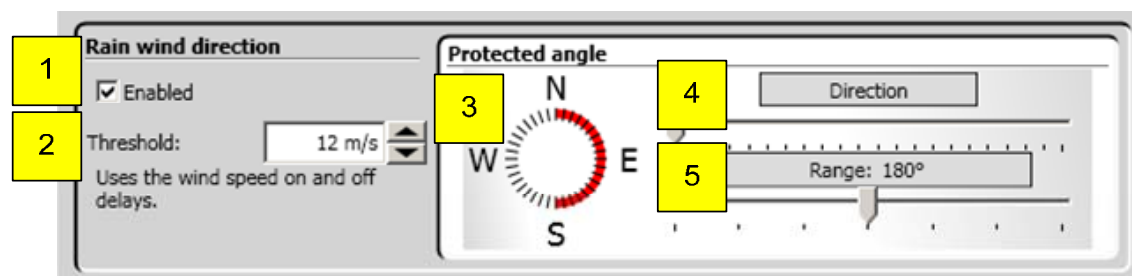 Rain wind direction
1
Enabled
2
Threshold:
12 m/s
Uses the wind speed on and off
delays.
Protected angle
3
N
W
E
S
4
Direction
5
Range: 180º